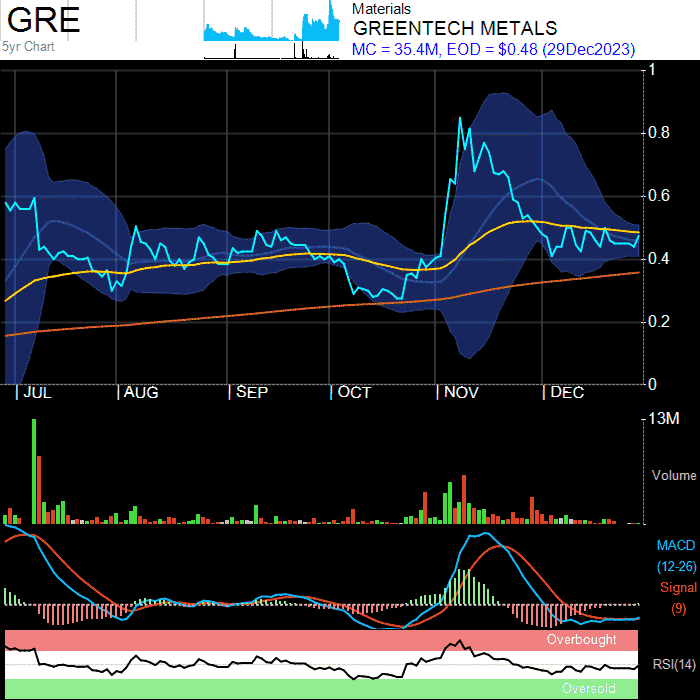 GRE
5yr Chart
Materials
GREENTECH METALS
MC = 35.4M, EOD = $0.48 (29Dec2023)
1
0.8
0.6
0.4
0.2
0
JUL AUG SEP OCT NOV DEC
13M
Volume
MACD
(12-26)
Signal
(9)
Overbought
RSI(14)
Oversold